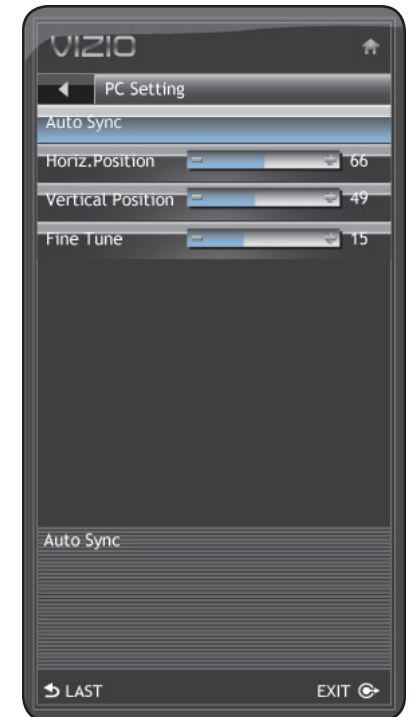 VIZIO
PC Setting
Auto Sync
Horiz.Position 66
Vertical Position 49
Fine Tune 15
Auto Sync
LAST EXIT